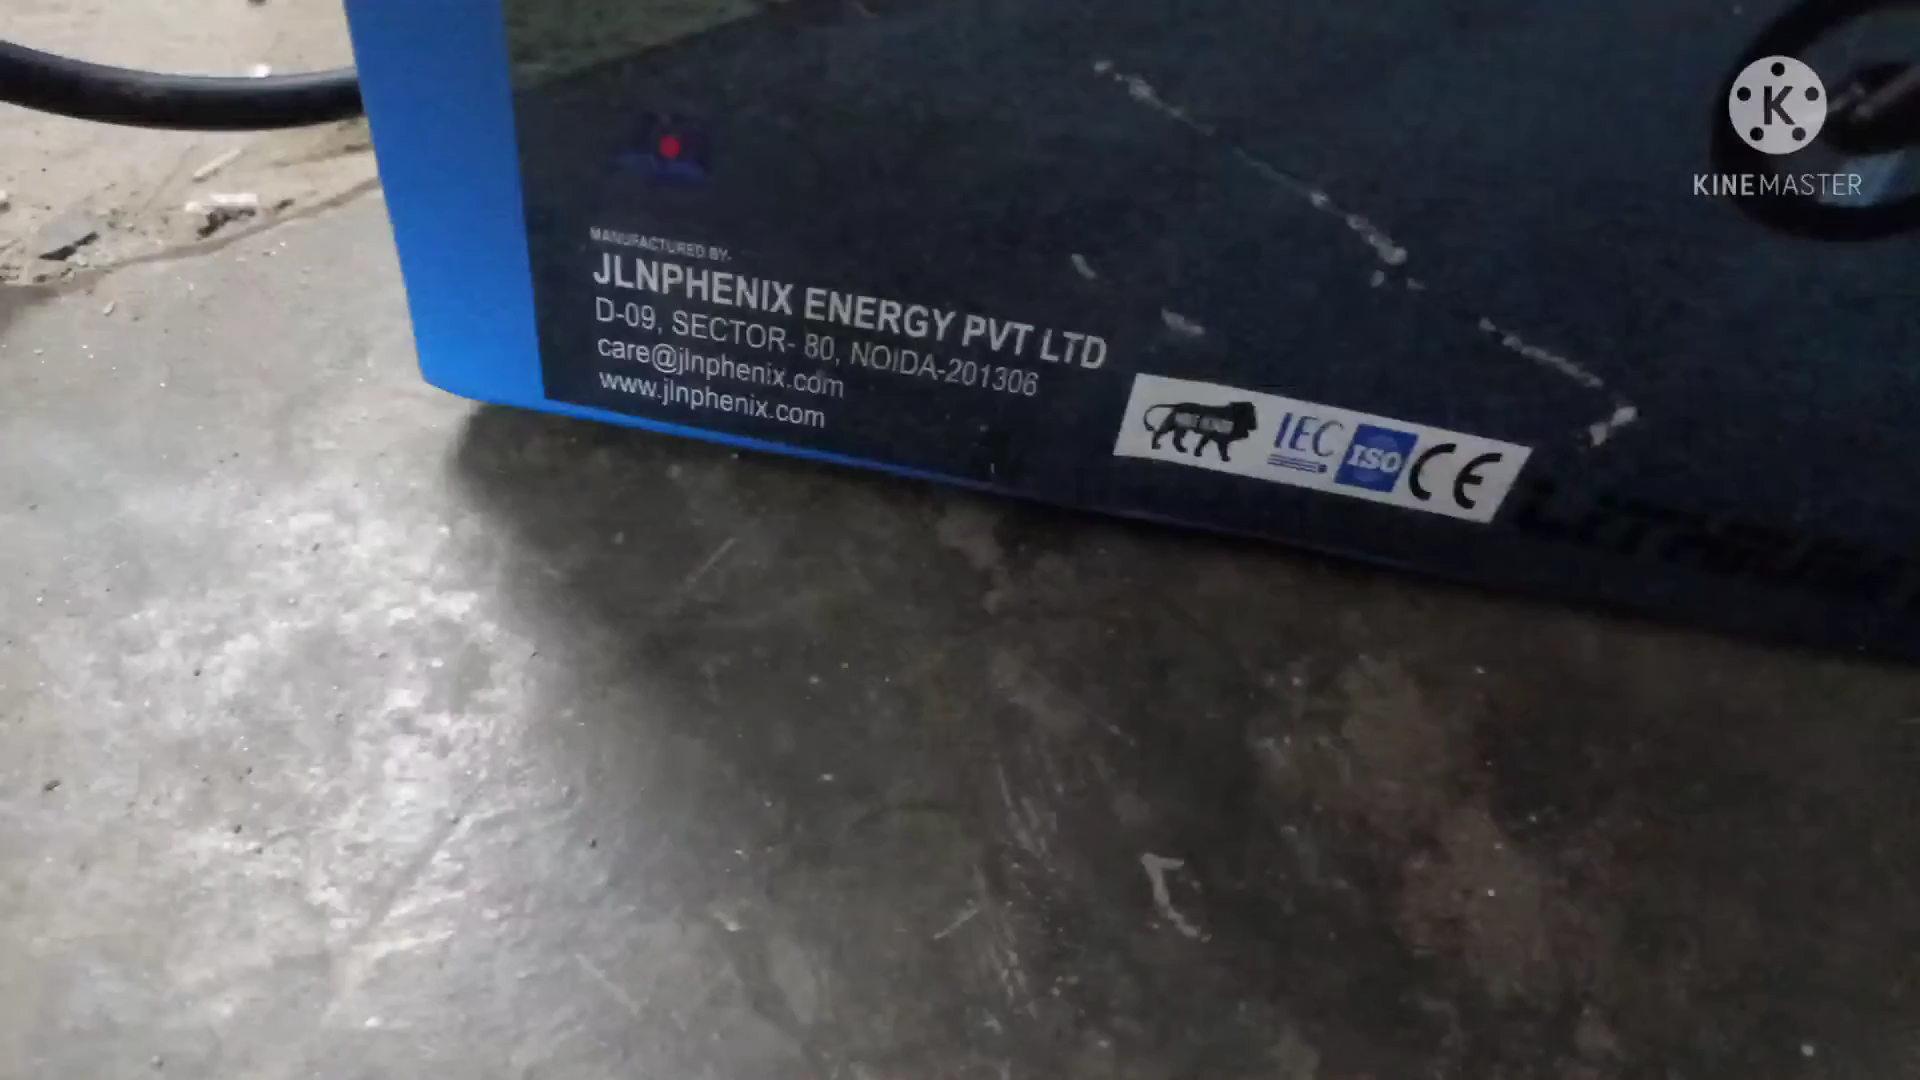 K
KINEMASTER
MANUFACTURED BY-
JLNPHENIX ENERGY PVT LTD
D-09, SECTOR- 80, NOIDA-201306
care@jlnphenix.com
www.jlnphenix.com
IEC ISO CE